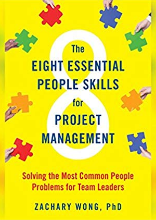 The
EIGHT ESSENTIAL
PEOPLE SKILLS
for
PROJECT
MANAGEMENT
8
Solving the Most Common People
Problems for Team Leaders
ZACHARY WONG, PhD